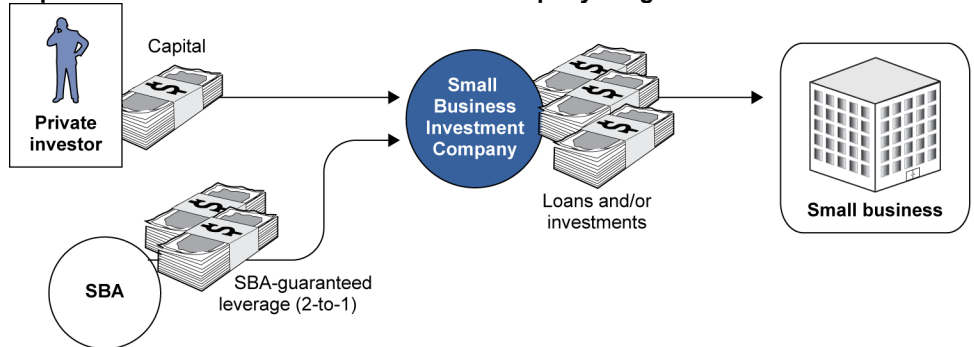 Capital
Private
investor
Small
Business
Investment
Company
Loans and/or
investments
Small business
SBA
SBA-guaranteed
leverage (2-to-1)